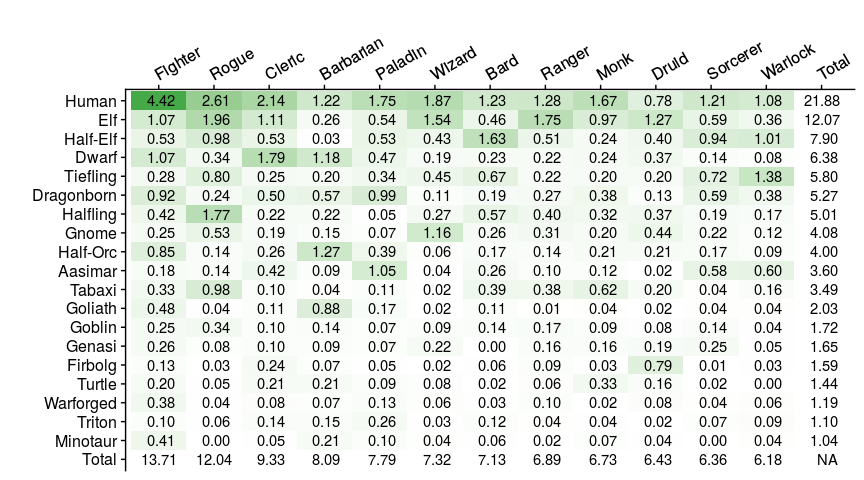 Fighter Rogue Cleric Barbarian Paladin Wizard Bard Ranger Monk Druid Sorcerer Warlock Total
Human 4.42 2.61 2.14 1.22 1.75 1.87 1.23 1.28 1.67 0.78 1.21 1.08 21.88
Elf 1.07 1.96 1.11 0.26 0.54 1.54 0.46 1.75 0.97 1.27 0.59 0.36 12.07
Half-Elf 0.53 0.98 0.53 0.03 0.53 0.43 1.63 0.51 0.24 0.40 0.94 1.01 7.90
Dwarf 1.07 0.34 1.79 1.18 0.47 0.19 0.23 0.22 0.24 0.37 0.14 0.08 6.38
Tiefling 0.28 0.80 0.25 0.20 0.34 0.45 0.67 0.22 0.20 0.20 0.72 1.38 5.80
Dragonborn 0.92 0.24 0.50 0.57 0.99 0.11 0.19 0.27 0.38 0.13 0.59 0.38 5.27
Halfling 0.42 1.77 0.22 0.22 0.05 0.27 0.57 0.40 0.32 0.37 0.19 0.17 5.01
Gnome 0.25 0.53 0.19 0.15 0.07 1.16 0.26 0.31 0.20 0.44 0.22 0.12 4.08
Half-Orc 0.85 0.14 0.26 1.27 0.39 0.06 0.17 0.14 0.21 0.21 0.17 0.09 4.00
Aasimar 0.18 0.14 0.42 0.09 1.05 0.04 0.26 0.10 0.12 0.02 0.58 0.60 3.60
Tabaxi 0.33 0.98 0.10 0.04 0.11 0.02 0.39 0.38 0.62 0.20 0.04 0.16 3.49
Goliath 0.48 0.04 0.11 0.88 0.17 0.02 0.11 0.01 0.04 0.02 0.04 0.04 2.03
Goblin 0.25 0.34 0.10 0.14 0.07 0.09 0.14 0.17 0.09 0.08 0.14 0.04 1.72
Genasi 0.26 0.08 0.10 0.09 0.07 0.22 0.00 0.16 0.16 0.19 0.25 0.05 1.65
Firbolg 0.13 0.03 0.24 0.07 0.05 0.02 0.06 0.09 0.03 0.79 0.01 0.03 1.59
Turtle 0.20 0.05 0.21 0.21 0.09 0.08 0.02 0.06 0.33 0.16 0.02 0.00 1.44
Warforged 0.38 0.04 0.08 0.07 0.13 0.06 0.03 0.10 0.02 0.08 0.04 0.06 1.19
Triton 0.10 0.06 0.14 0.15 0.26 0.03 0.12 0.04 0.04 0.02 0.07 0.09 1.10
Minotaur 0.41 0.00 0.05 0.21 0.10 0.04 0.06 0.02 0.07 0.04 0.00 0.04 1.04
Total 13.71 12.04 9.33 8.09 7.79 7.32 7.13 6.89 6.73 6.43 6.36 6.18 NA